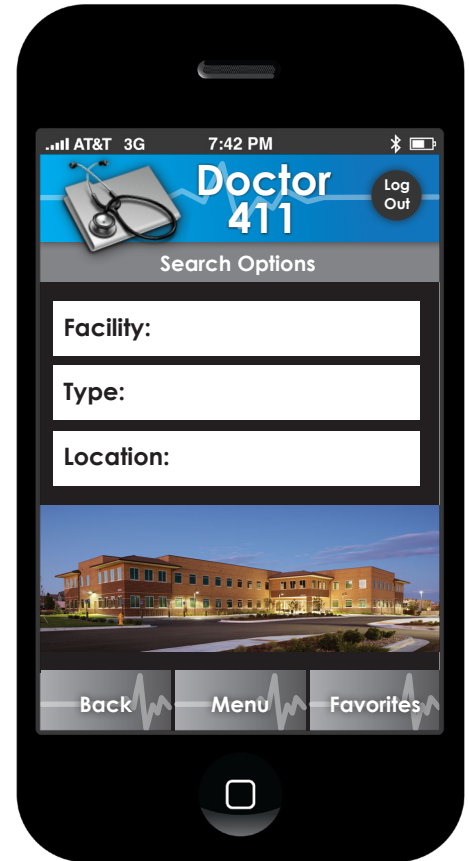 AT&T 3G 7:42 PM
Doctor
411
Log
Out
Search Options
Facility:
Type:
Location:
Back Menu Favorites